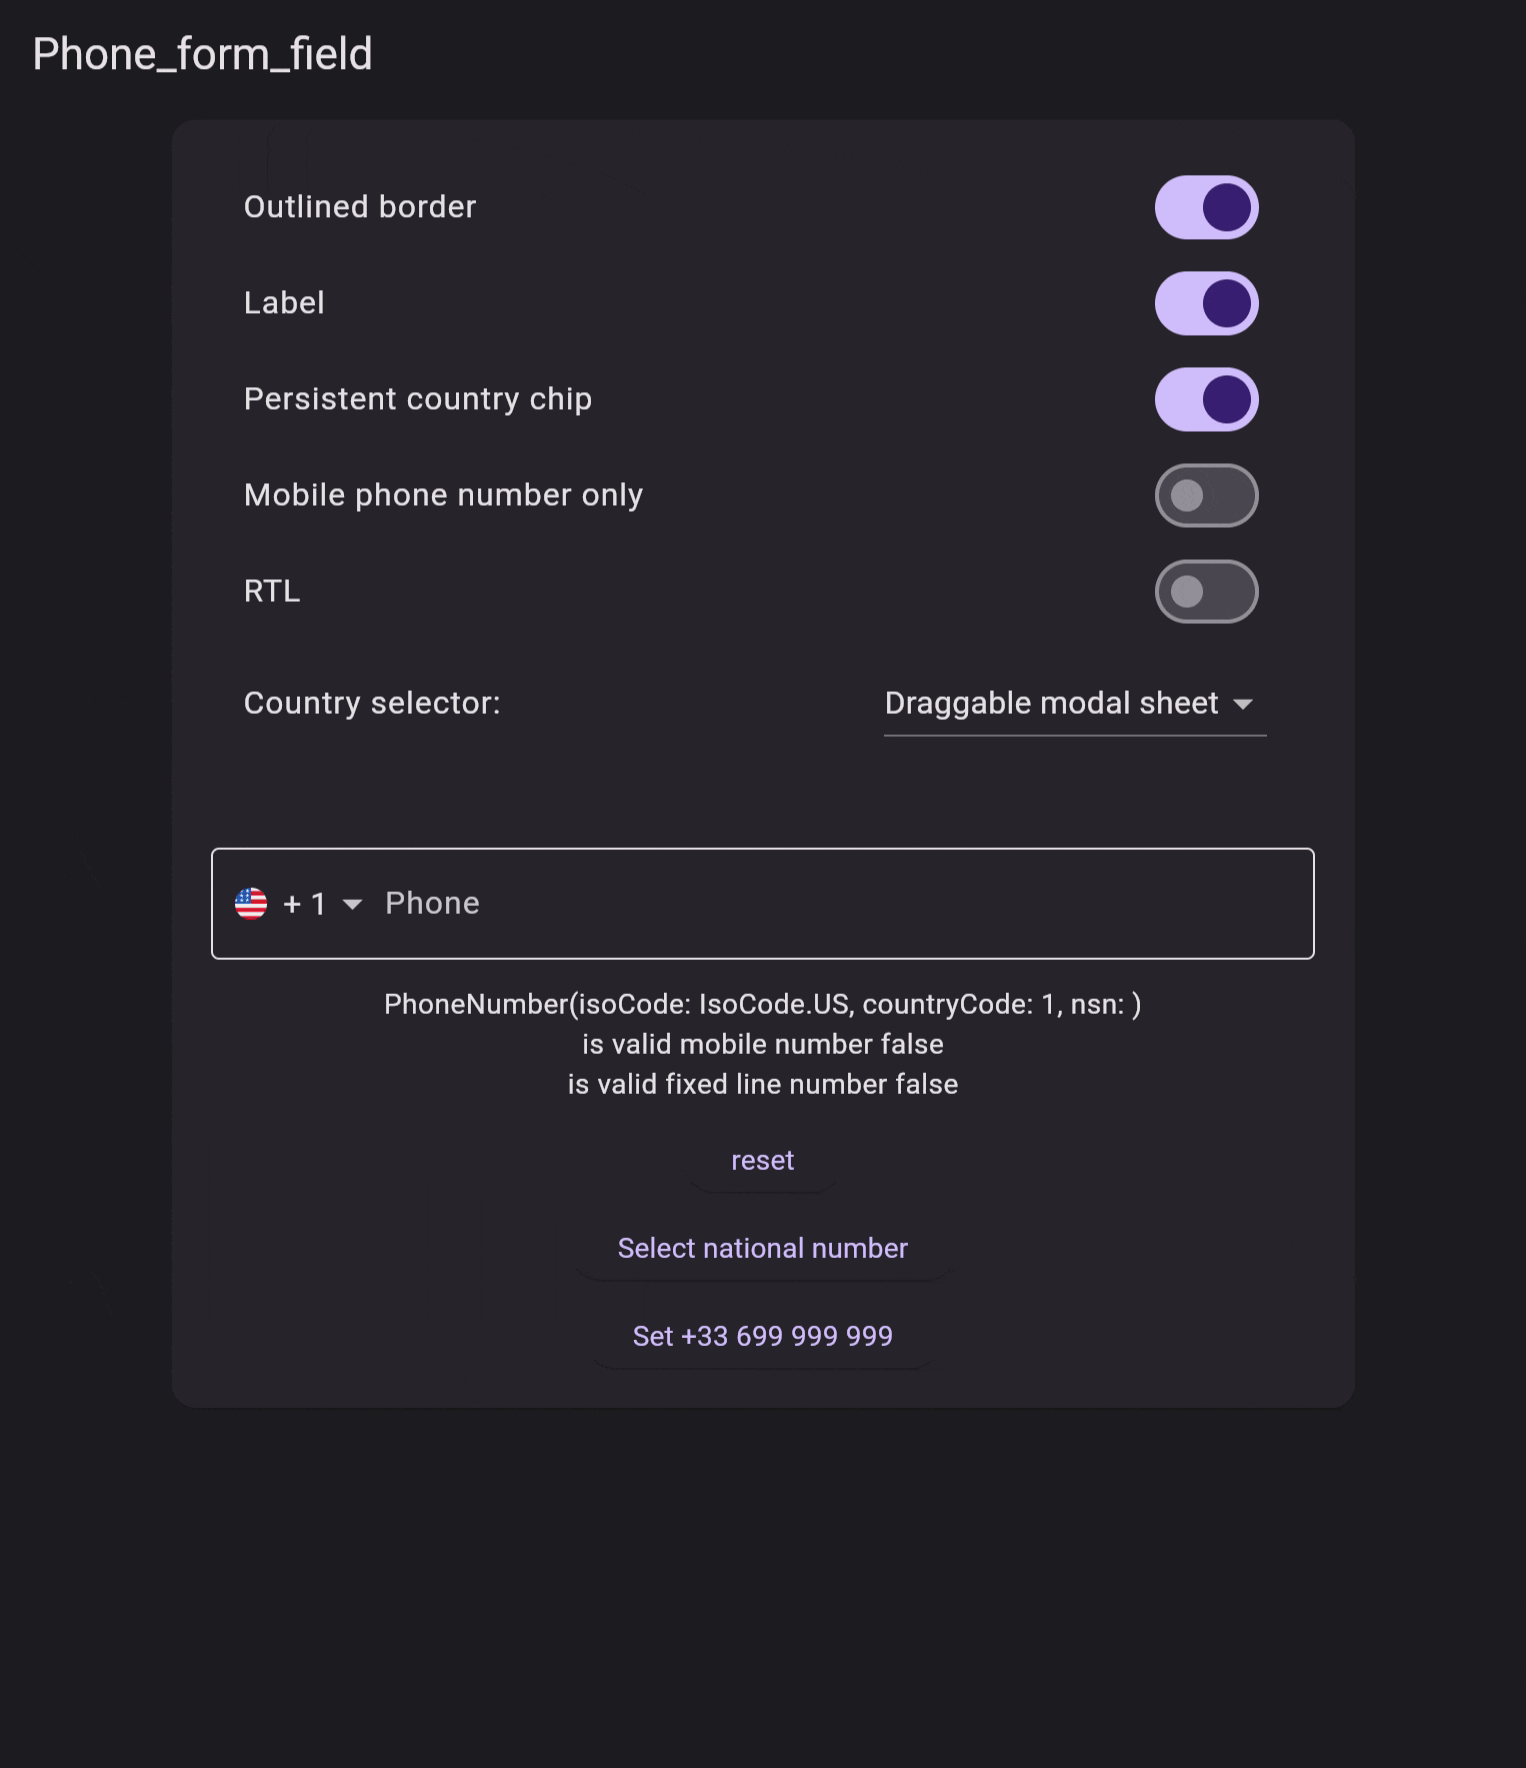 Phone_form_field
Outlined border
Label
Persistent country chip
Mobile phone number only
RTL
Country selector: Draggable modal sheet
+ 1 Phone
PhoneNumber(isoCode: IsoCode.US, countryCode: 1, nsn: )
is valid mobile number false
is valid fixed line number false
reset
Select national number
Set +33 699 999 999